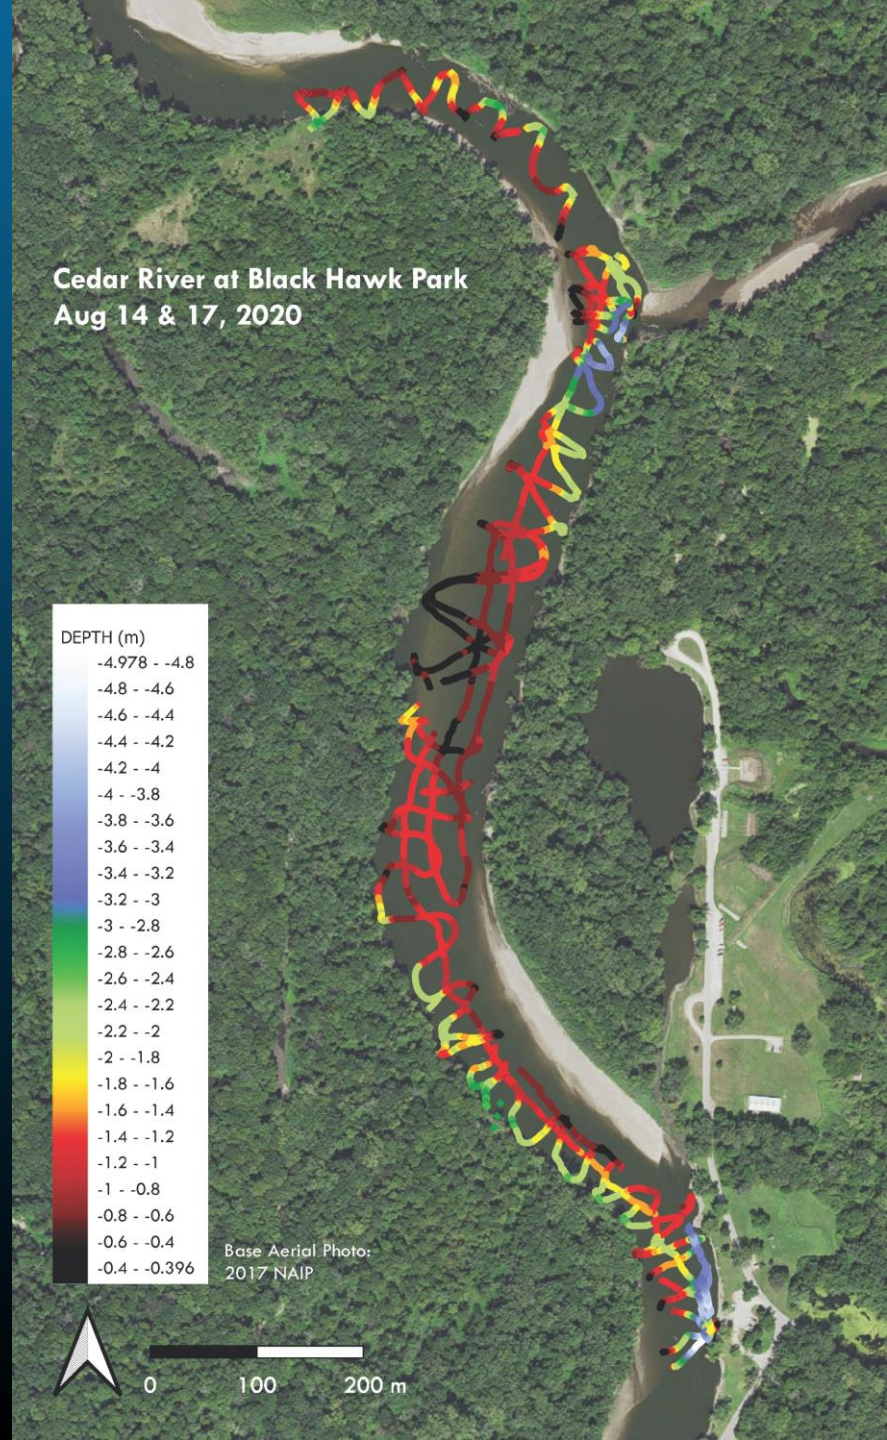 Cedar River at Black Hawk Park
Aug 14 & 17, 2020
DEPTH (m)
-4.978 - -4.8
-4.8 - -4.6
-4.6 - -4.4
-4.4 - -4.2
-4.2 - -4
-4 - -3.8
-3.8 - -3.6
-3.6 - -3.4
-3.4 - -3.2
-3.2 - -3
-3 - -2.8
-2.8 - -2.6
-2.6 - -2.4
-2.4 - -2.2
-2.2 - -2
-2 - -1.8
-1.8 - -1.6
-1.6 - -1.4
-1.4 - -1.2
-1.2 - -1
-1 - -0.8
-0.8 - -0.6
-0.6 - -0.4
-0.4 - -0.396
Base Aerial Photo:
2017 NAIP
0 100 200 m